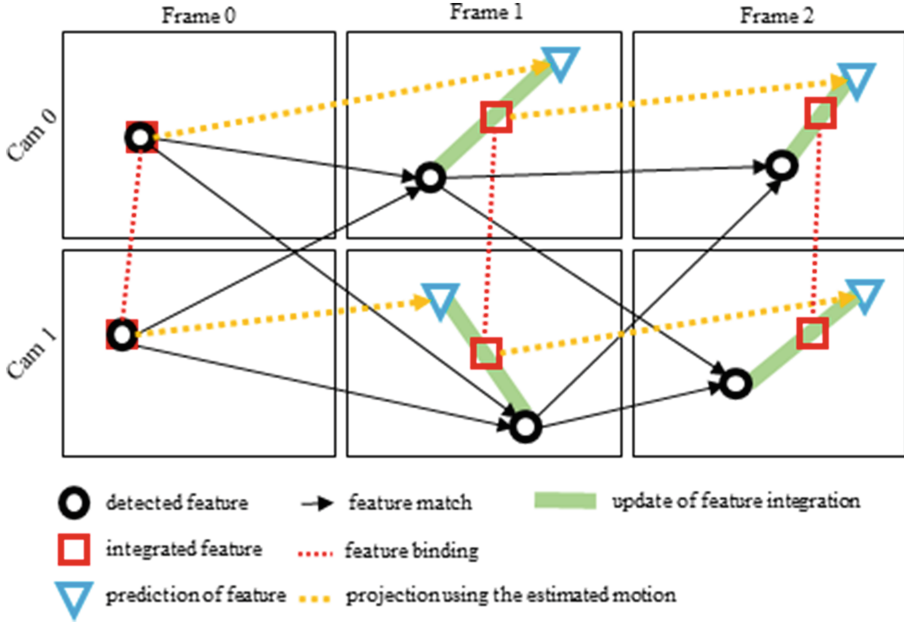 Frame 0
Frame 1
Frame 2
Cam 0
Cam 1
detected feature
feature match
update of feature integration
integrated feature
feature binding
prediction of feature
projection using the estimated motion